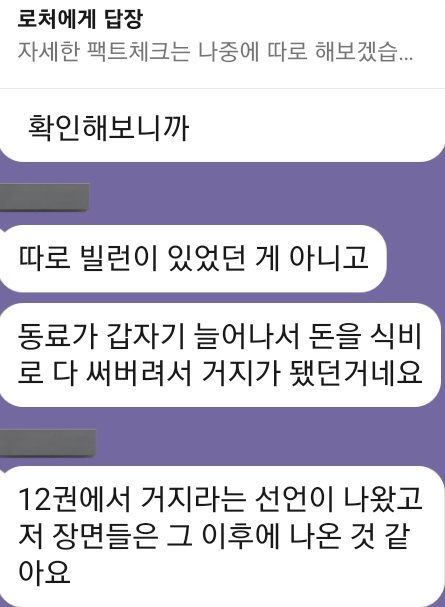 로처에게 답장
자세한 팩트체크는 나중에 따로 해보겠습...
확인해보니까
따로 빌런이 있었던 게 아니고
동료가 갑자기 늘어나서 돈을 식비
로 다 써버려서 거지가 됐던거네요
12권에서 거지라는 선언이 나왔고
저 장면들은 그 이후에 나온 것 같
아요